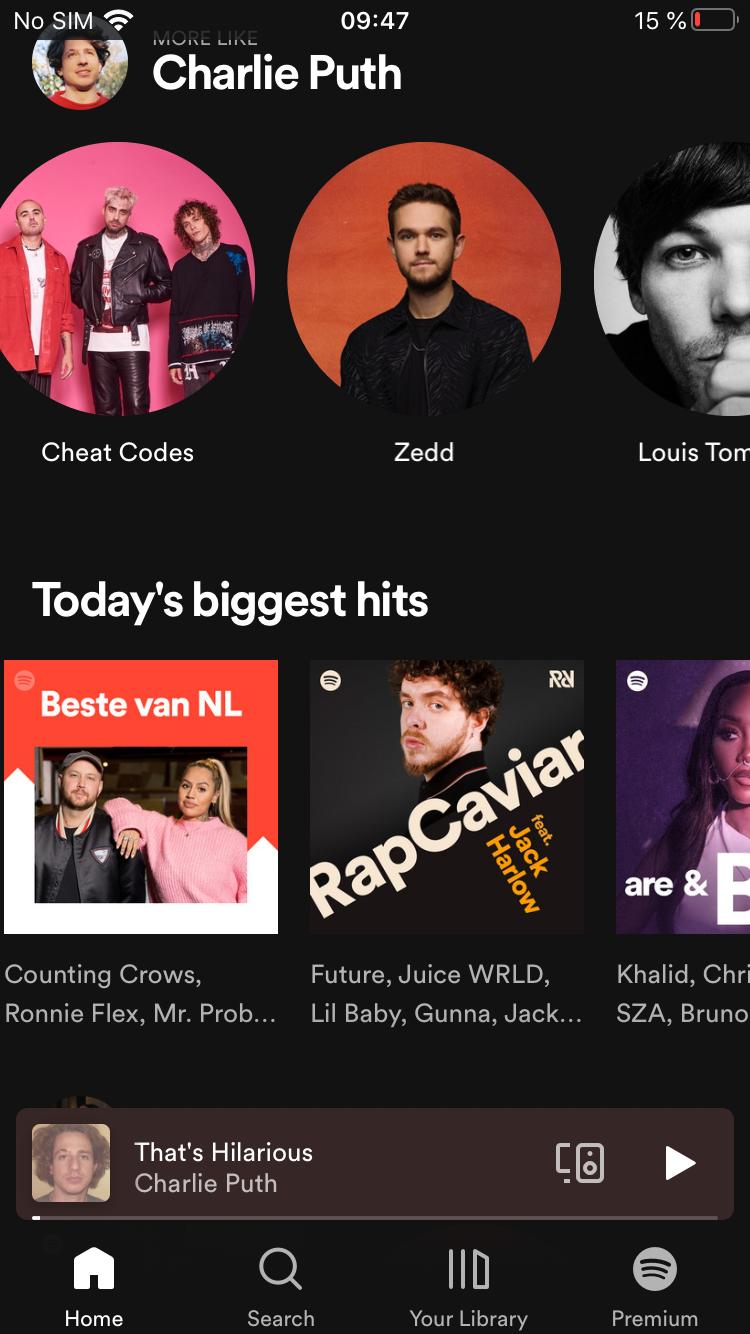 No SIM 09:47 15 %
MORE LIKE
Charlie Puth
Cheat Codes Zedd Louis Tom
Today's biggest hits
Beste van NL
RapCaviar
feat.
Jack
Harlow
are & B
Counting Crows,
Ronnie Flex, Mr. Prob...
Future, Juice WRLD,
Lil Baby, Gunna, Jack...
Khalid, Chri
SZA, Bruno
That's Hilarious
Charlie Puth
Home Search Your Library Premium